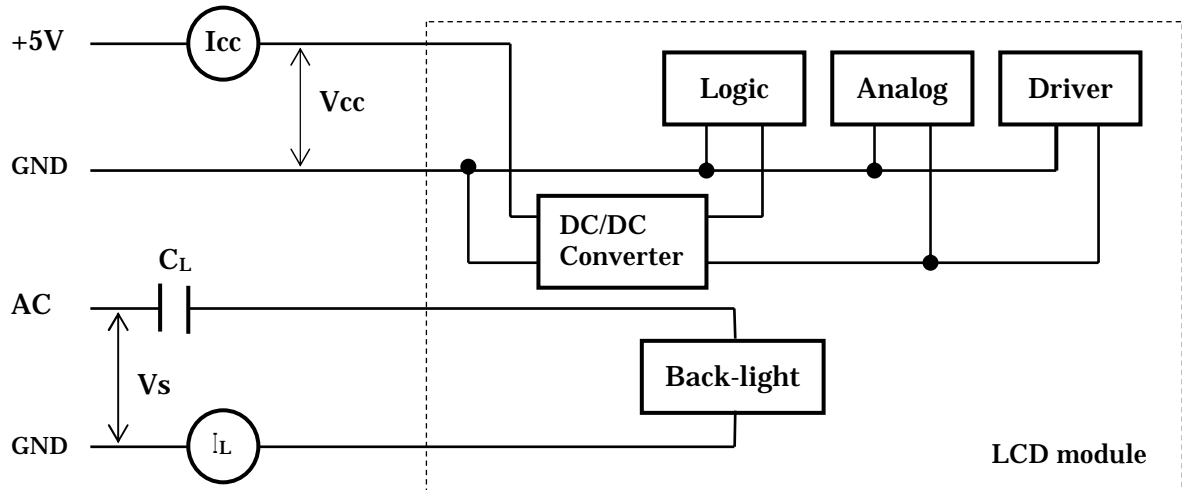 +5V
Icc
Vcc
GND
Logic
Analog
Driver
DC/DC
Converter
CL
AC
Vs
GND
IL
Back-light
LCD module